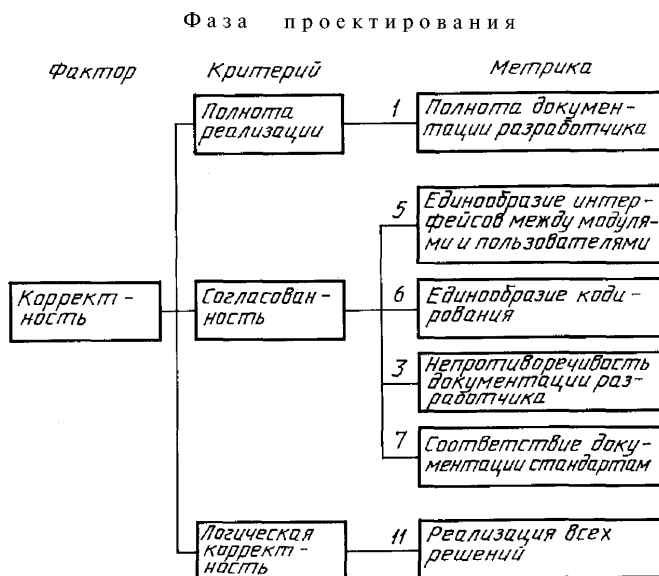 Фаза проектирования
Фактор
Критерий
Метрика
Полнота
реализации
1
Полнота докумен-
тации разработчика
5
Единообразие интер-
фейсов между модуля-
ми и пользователями
Коррект-
ность
Согласован-
ность
6
Единообразие коди-
рования
3
Непротиворечивость
документации раз-
работчика
7
Соответствие доку-
ментации стандартам
Логическая
коррект-
ность
11
Реализация всех
решений